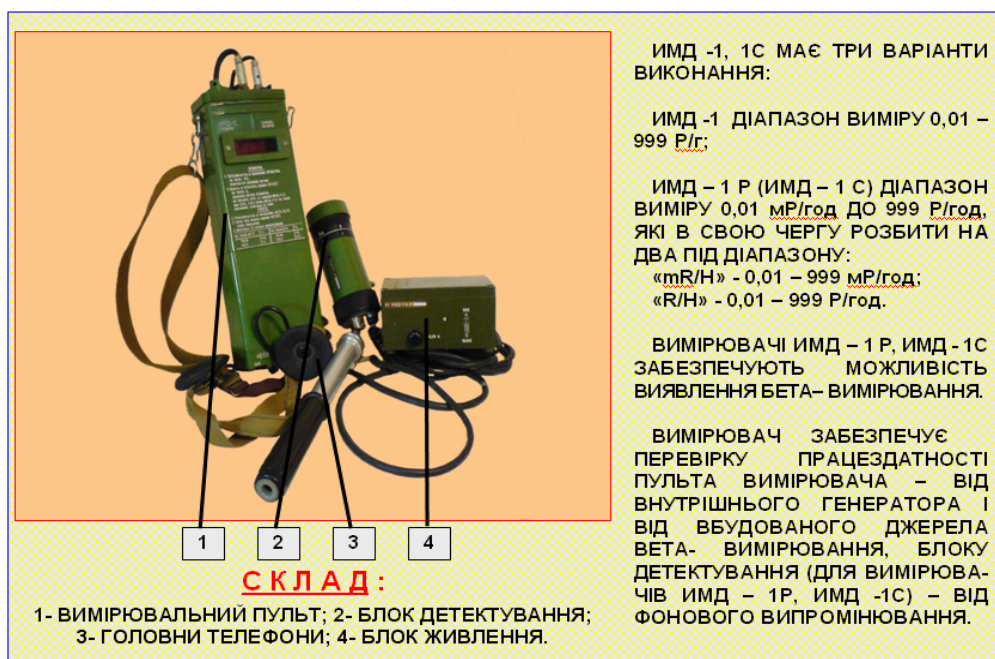 ИМД -1, 1С МАЄ ТРИ ВАРІАНТИ
ВИКОНАННЯ:
ИМД -1 ДІАПАЗОН ВИМІРУ 0,01 –
999 Р/г;
ИМД – 1 Р (ИМД – 1 С) ДІАПАЗОН
ВИМІРУ 0,01 мР/год ДО 999 Р/год,
ЯКІ В СВОЮ ЧЕРГУ РОЗБИТИ НА
ДВА ПІД ДІАПАЗОНУ:
«mR/H» - 0,01 – 999 мР/год;
«R/H» - 0,01 – 999 Р/год.
ВИМІРЮВАЧІ ИМД – 1 Р, ИМД - 1С
ЗАБЕЗПЕЧУЮТЬ МОЖЛИВІСТЬ
ВИЯВЛЕННЯ БЕТА– ВИМІРЮВАННЯ.
ВИМІРЮВАЧ ЗАБЕЗПЕЧУЄ
ПЕРЕВІРКУ ПРАЦЕЗДАТНОСТІ
ПУЛЬТА ВИМІРЮВАЧА – ВІД
ВНУТРІШНЬОГО ГЕНЕРАТОРА І
ВІД ВБУДОВАНОГО ДЖЕРЕЛА
ВЕТА- ВИМІРЮВАННЯ, БЛОКУ
ДЕТЕКТУВАННЯ (ДЛЯ ВИМІРЮВА-
ЧІВ ИМД – 1Р, ИМД -1С) – ВІД
ФОНОВОГО ВИПРОМІНЮВАННЯ.
1 2 3 4
СКЛАД:
1- ВИМІРЮВАЛЬНИЙ ПУЛЬТ; 2- БЛОК ДЕТЕКТУВАННЯ;
3- ГОЛОВНИ ТЕЛЕФОНИ; 4- БЛОК ЖИВЛЕННЯ.